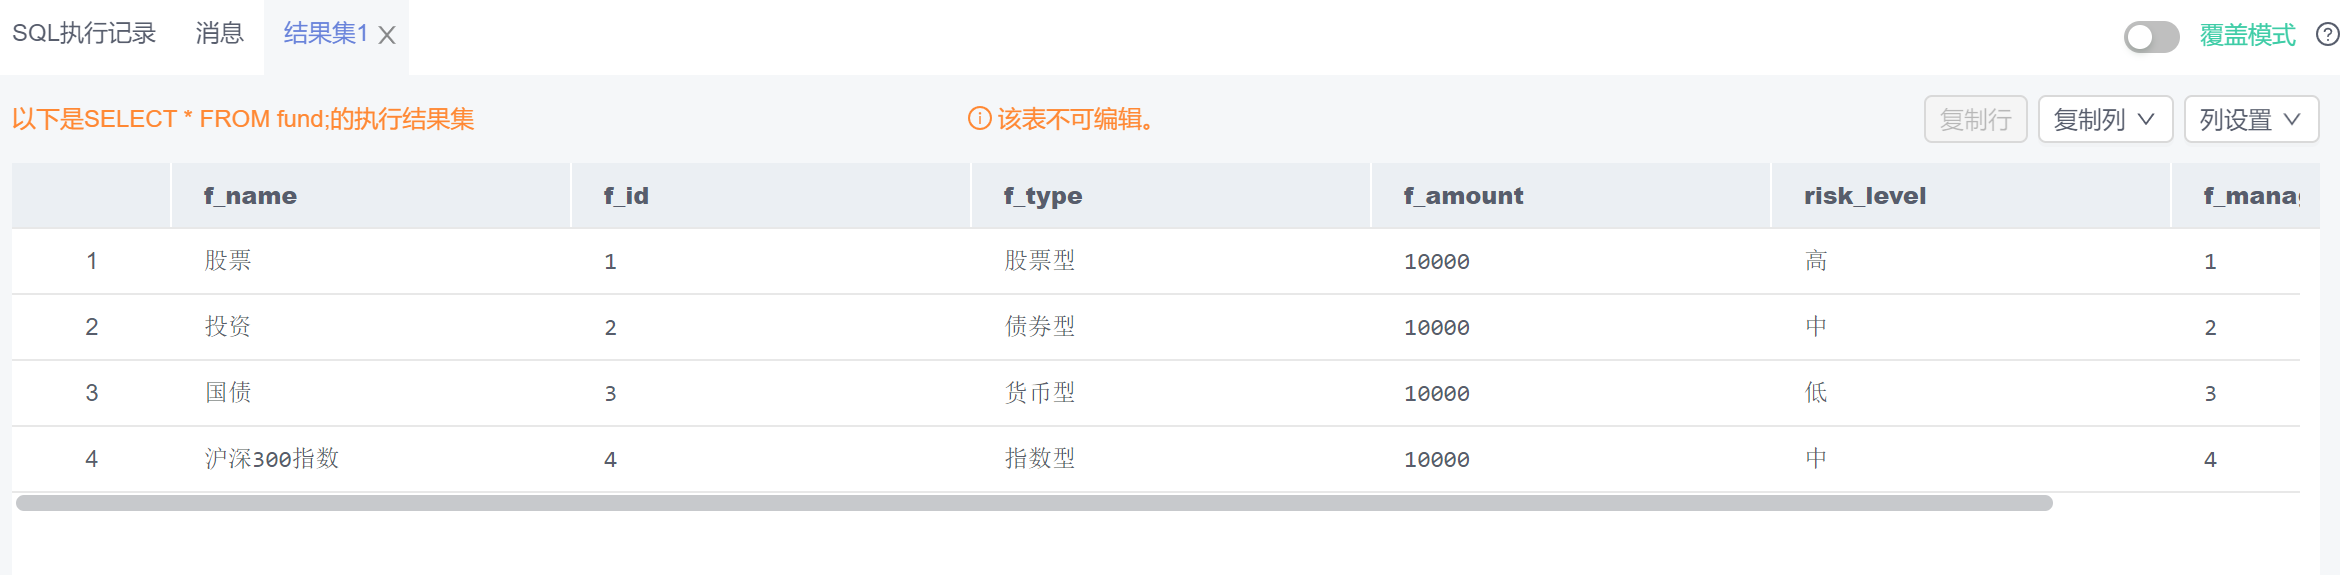 SQL执行记录 消息 结果集1 覆盖模式
以下是SELECT * FROM fund;的执行结果集 该表不可编辑。 复制行 复制列 列设置
f_name f_id f_type f_amount risk_level f_manag
1 股票 1 股票型 10000 高 1
2 投资 2 债券型 10000 中 2
3 国债 3 货币型 10000 低 3
4 沪深300指数 4 指数型 10000 中 4